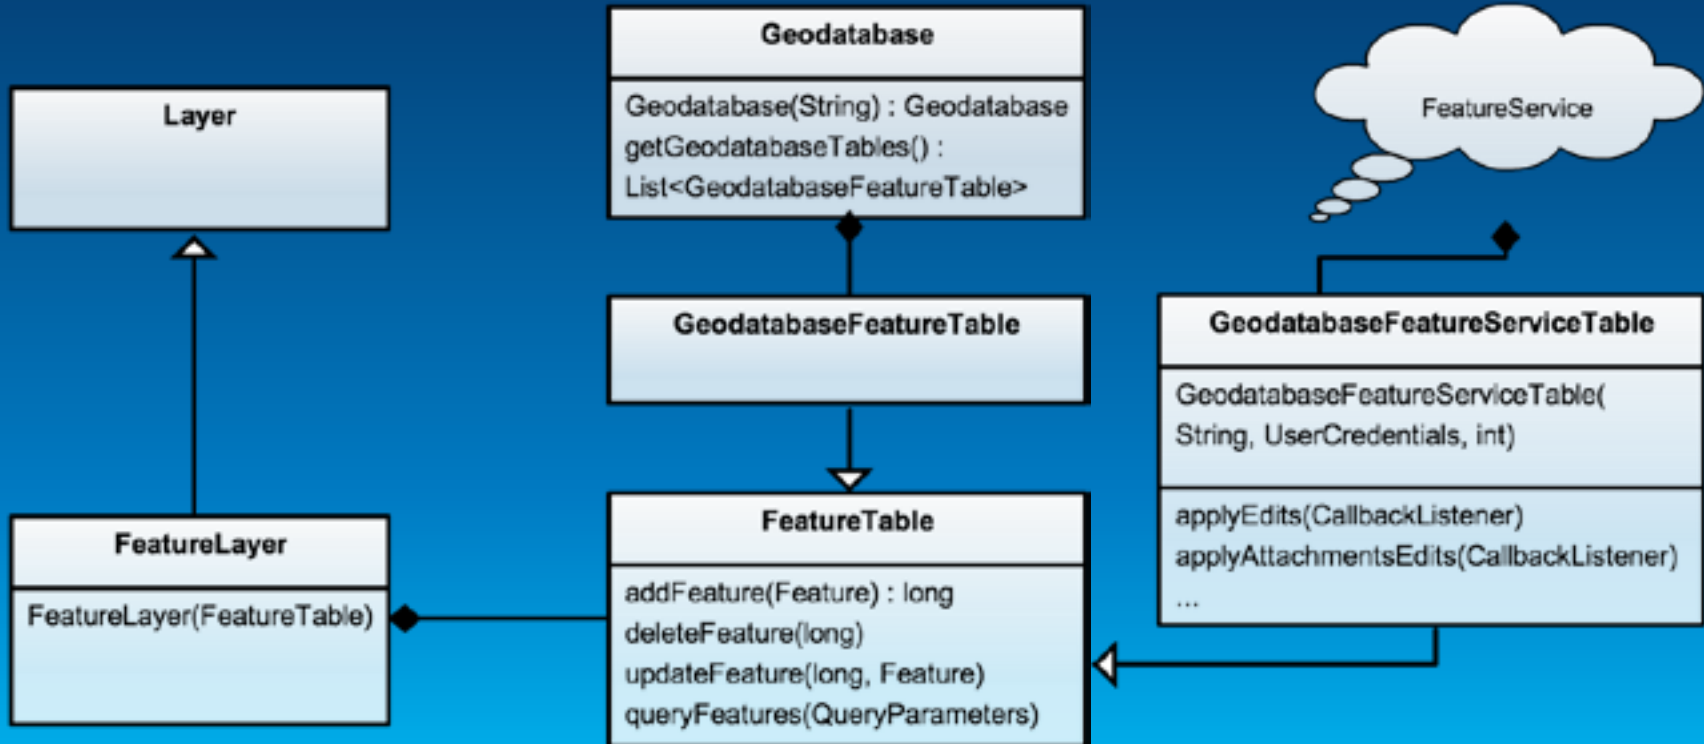 Layer
FeatureLayer
FeatureLayer(FeatureTable)
Geodatabase
Geodatabase(String) : Geodatabase
getGeodatabaseTables() :
List<GeodatabaseFeatureTable>
GeodatabaseFeatureTable
FeatureTable
addFeature(Feature) : long
deleteFeature(long)
updateFeature(long, Feature)
queryFeatures(QueryParameters)
FeatureService
GeodatabaseFeatureServiceTable
GeodatabaseFeatureServiceTable(
String, UserCredentials, int)
applyEdits(CallbackListener)
applyAttachmentsEdits(CallbackListener)
...